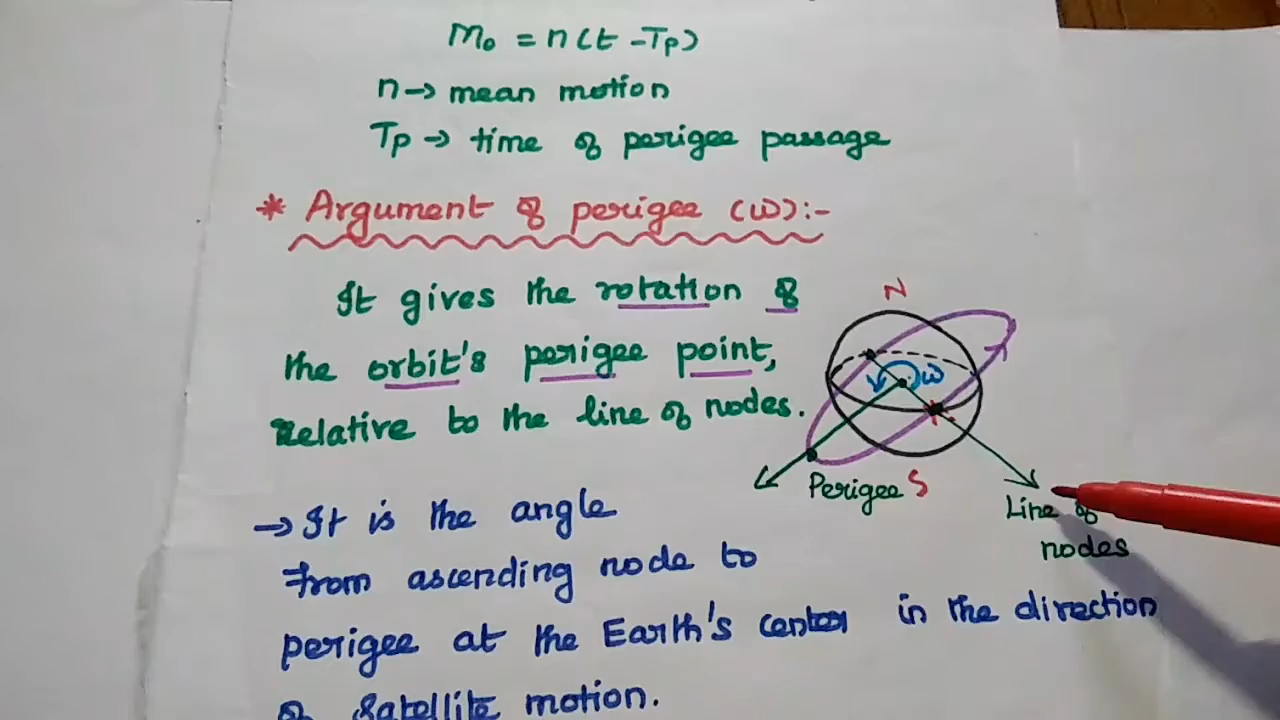 M₀ = n(t - Tp)
n → mean motion
Tp → time of perigee passage
* Argument of perigee (ω):-
It gives the rotation of
the orbit's perigee point,
Relative to the line of nodes.
N
ω
Perigee S
Line of
nodes
→ It is the angle
from ascending node to
perigee at the Earth's center in the direction
of satellite motion.